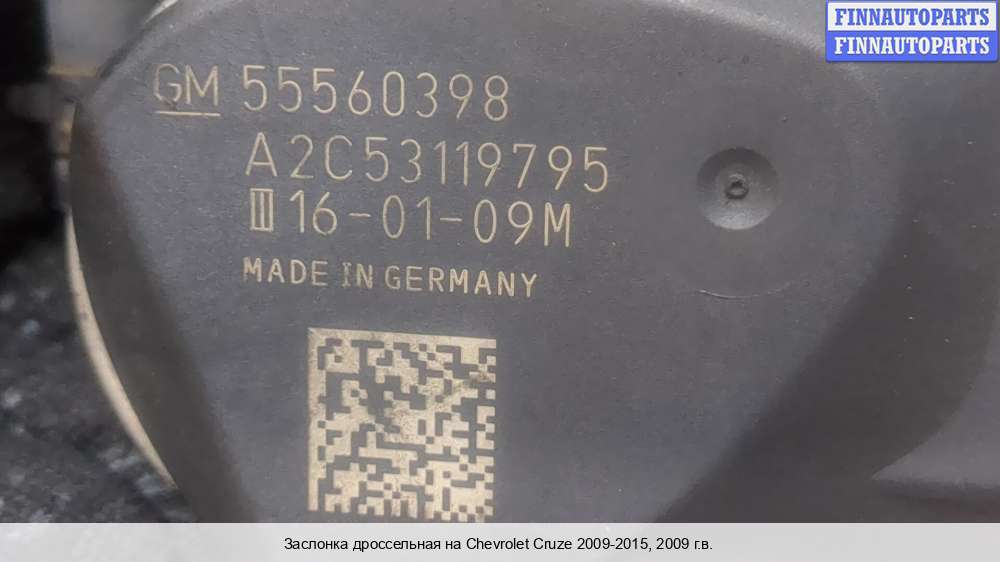 FINNAUTOPARTS
FINNAUTOPARTS
GM 55560398
A2C53119795
III 16-01-09M
MADE IN GERMANY
Заслонка дроссельная на Chevrolet Cruze 2009-2015, 2009 г.в.